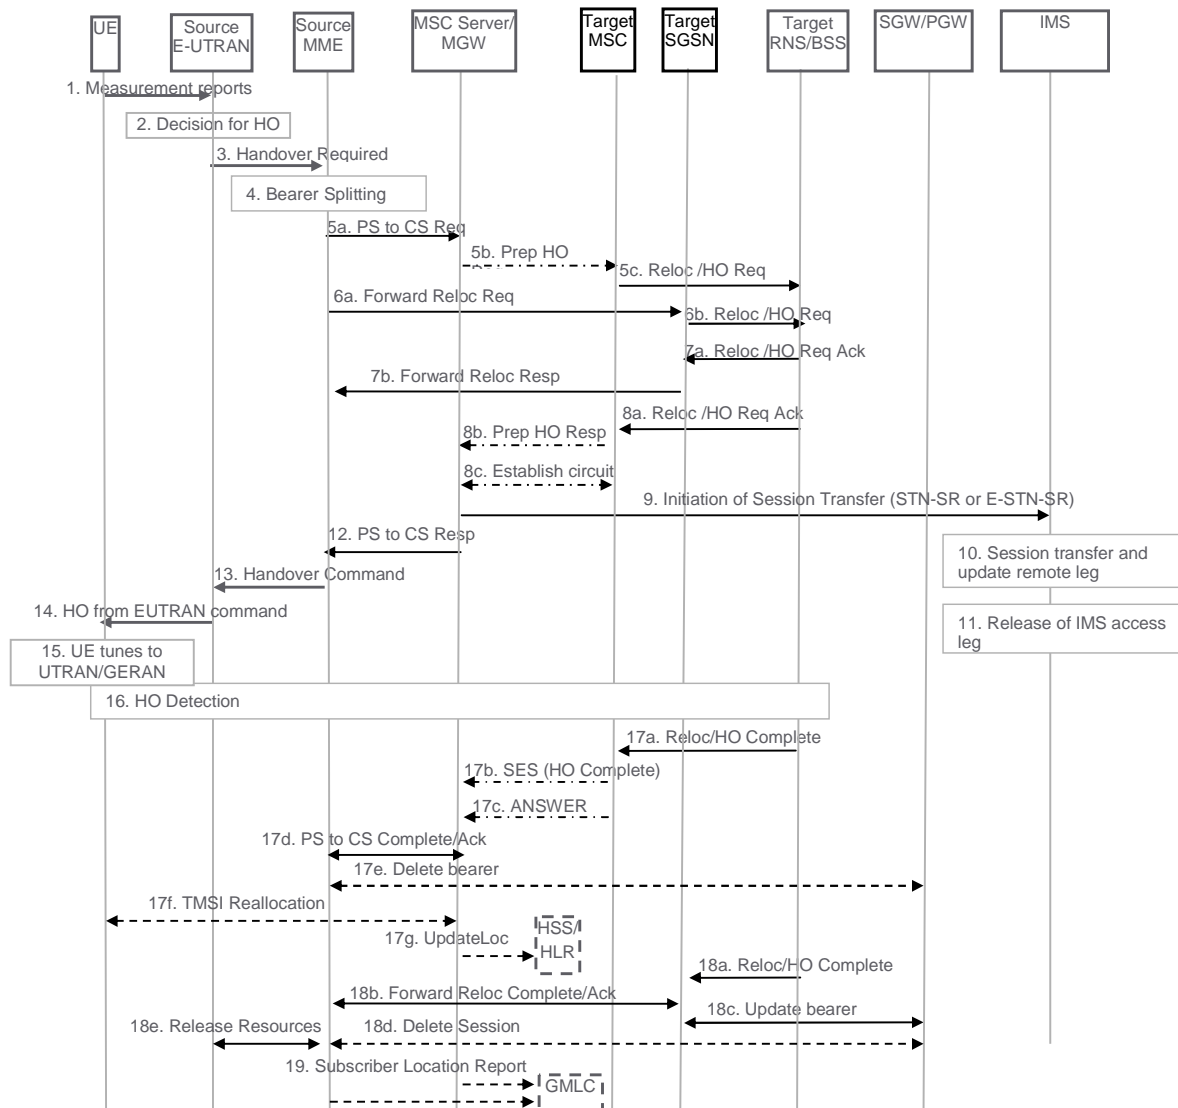 UE
Source
E-UTRAN
Source
MME
MSC Server/
MGW
Target
MSC
Target
SGSN
Target
RNS/BSS
SGW/PGW
IMS
1. Measurement reports
2. Decision for HO
3. Handover Required
4. Bearer Splitting
5a. PS to CS Req
5b. Prep HO
5c. Reloc /HO Req
6a. Forward Reloc Req
6b. Reloc /HO Req
7a. Reloc /HO Req Ack
7b. Forward Reloc Resp
8a. Reloc /HO Req Ack
8b. Prep HO Resp
8c. Establish circuit
9. Initiation of Session Transfer (STN-SR or E-STN-SR)
12. PS to CS Resp
10. Session transfer and
update remote leg
13. Handover Command
14. HO from EUTRAN command
11. Release of IMS access
leg
15. UE tunes to
UTRAN/GERAN
16. HO Detection
17a. Reloc/HO Complete
17b. SES (HO Complete)
17c. ANSWER
17d. PS to CS Complete/Ack
17e. Delete bearer
17f. TMSI Reallocation
17g. UpdateLoc
HSS/
HLR
18a. Reloc/HO Complete
18b. Forward Reloc Complete/Ack
18c. Update bearer
18e. Release Resources
18d. Delete Session
19. Subscriber Location Report
GMLC